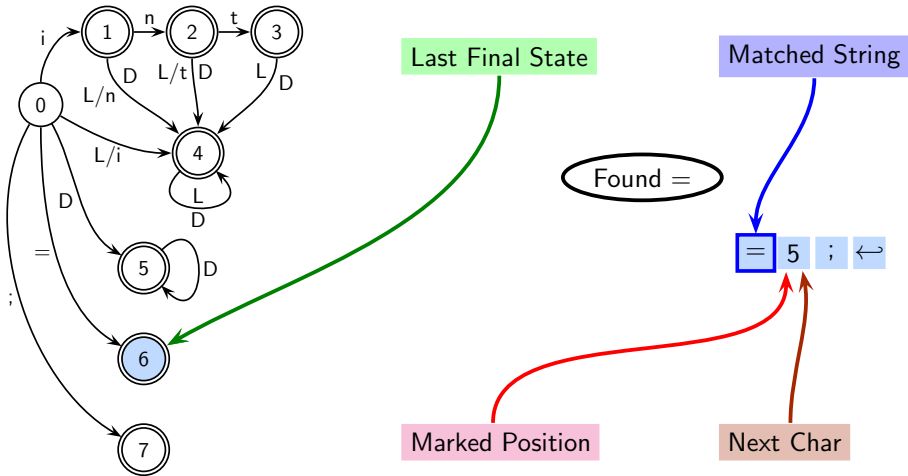 i
n
t
1
2
3
D
L/t
D
L
D
L/n
0
4
L/i
L
D
D
=
;
5
D
6
7
Last Final State
Matched String
Found =
= 5 ; ↩
Marked Position
Next Char